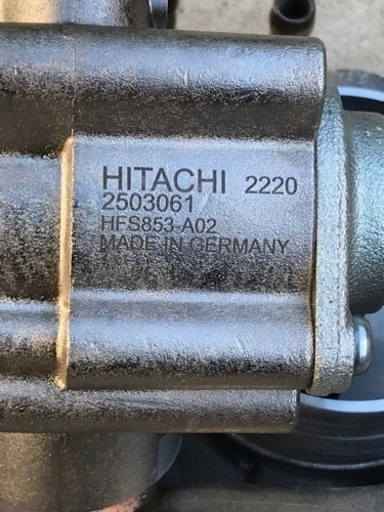 HITACHI 2220
2503061
HFS853-A02
MADE IN GERMANY